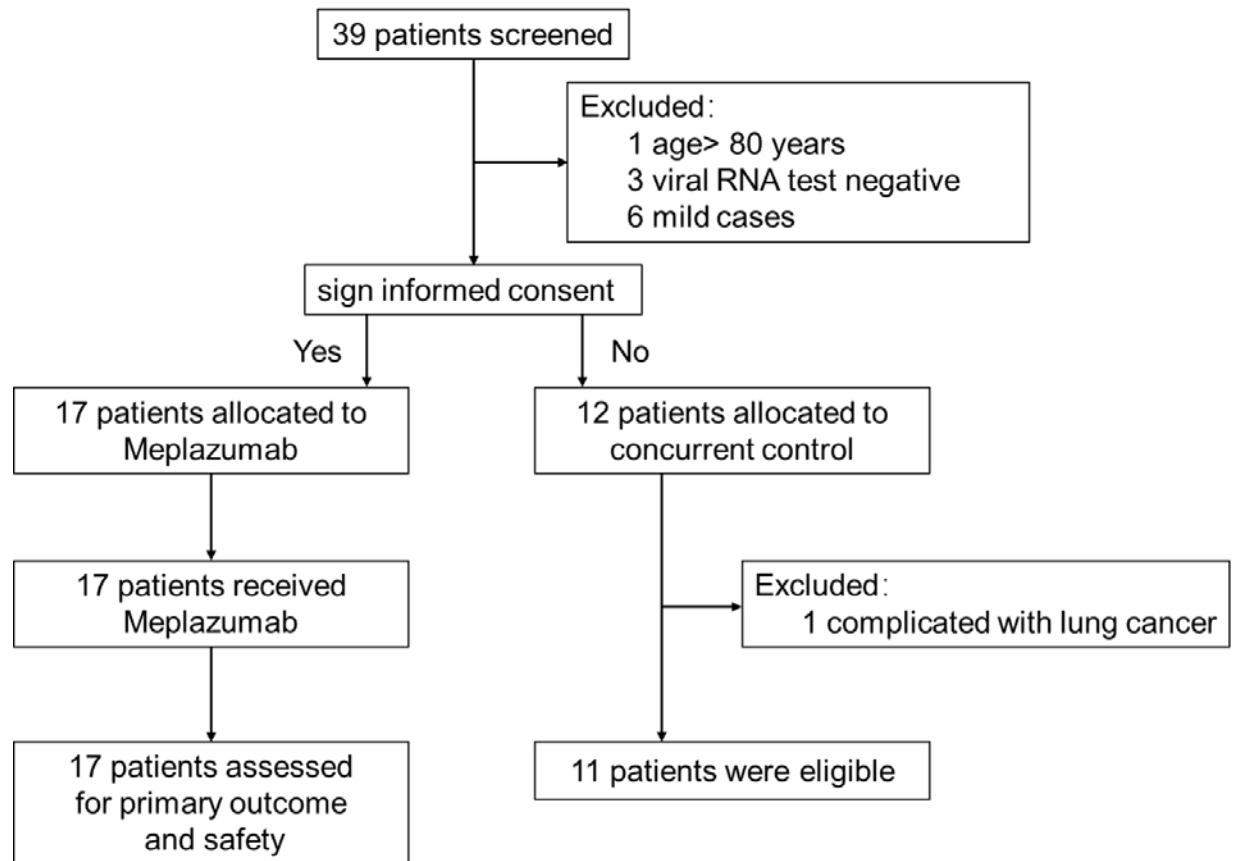 39 patients screened
Excluded:
1 age> 80 years
3 viral RNA test negative
6 mild cases
sign informed consent
Yes
No
17 patients allocated to
Meplazumab
12 patients allocated to
concurrent control
17 patients received
Meplazumab
Excluded:
1 complicated with lung cancer
17 patients assessed
for primary outcome
and safety
11 patients were eligible